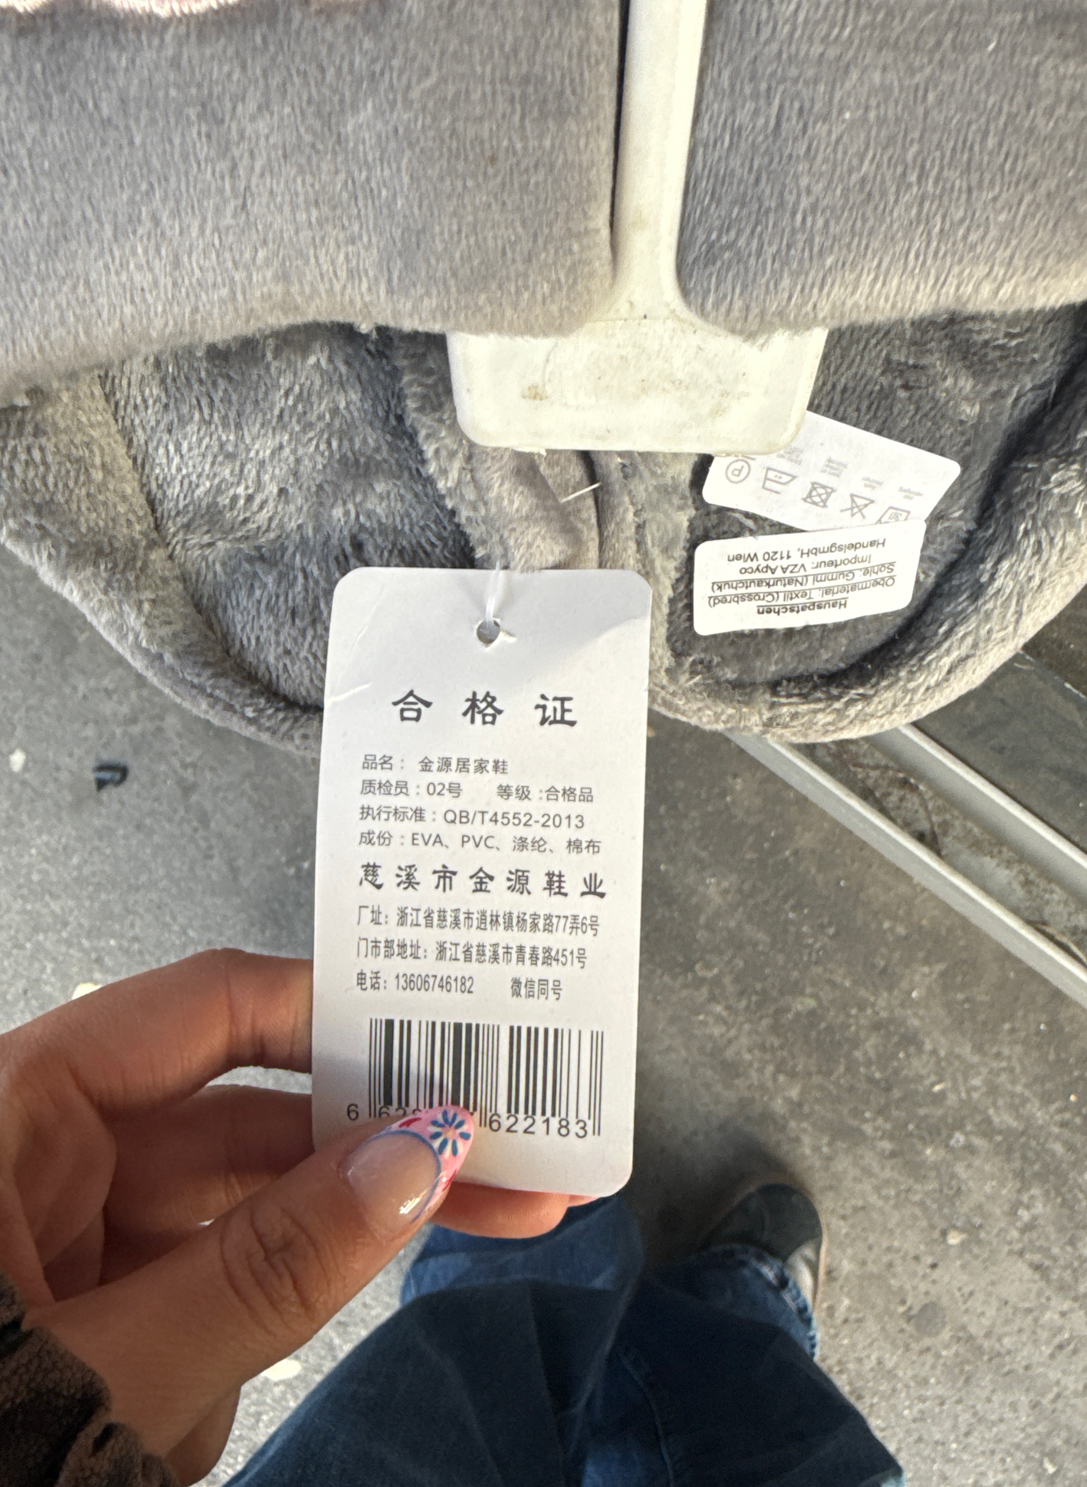 合格证
品名： 金源居家鞋
质检员：02号 等级：合格品
执行标准：QB/T4552-2013
成份：EVA、PVC、涤纶、棉布
慈溪市金源鞋业
厂址：浙江省慈溪市逍林镇杨家路77弄6号
门市部地址：浙江省慈溪市青春路451号
电话：13606746182 微信同号
6 622183
Hauspatschen
Obermaterial: Textil (Crossbred)
Sohle: Gummi (Naturkautchuk)
Importeur: VZA Apyco
HandelsgmbH, 1120 Wien
30
P